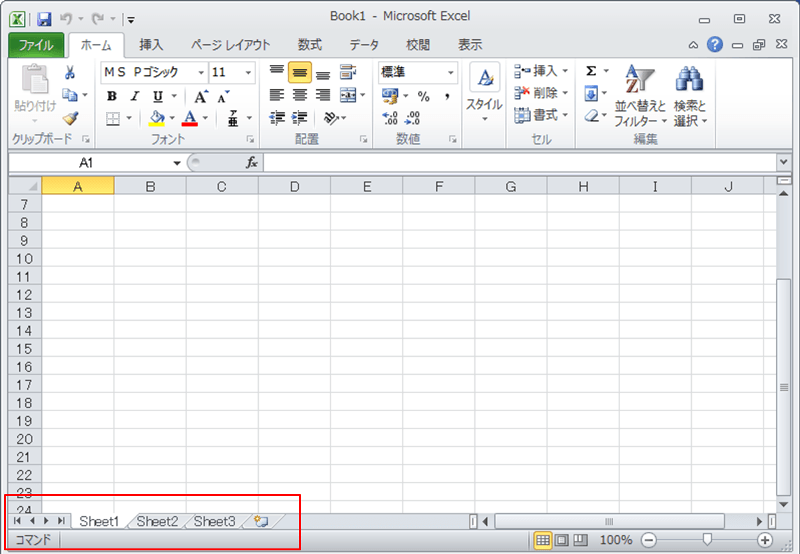 Book1 - Microsoft Excel
ファイル ホーム 挿入 ページ レイアウト 数式 データ 校閲 表示
貼り付け
クリップボード
ＭＳ Ｐゴシック 11
B I U A A
A 亜
フォント
配置
標準
% ,
.00 .0
数値
スタイル
挿入
削除
書式
セル
Σ
並べ替えと
フィルター
検索と
選択
編集
A1 fx
A B C D E F G H I J
7
8
9
10
11
12
13
14
15
16
17
18
19
20
21
22
23
24
Sheet1 Sheet2 Sheet3
コマンド 100%